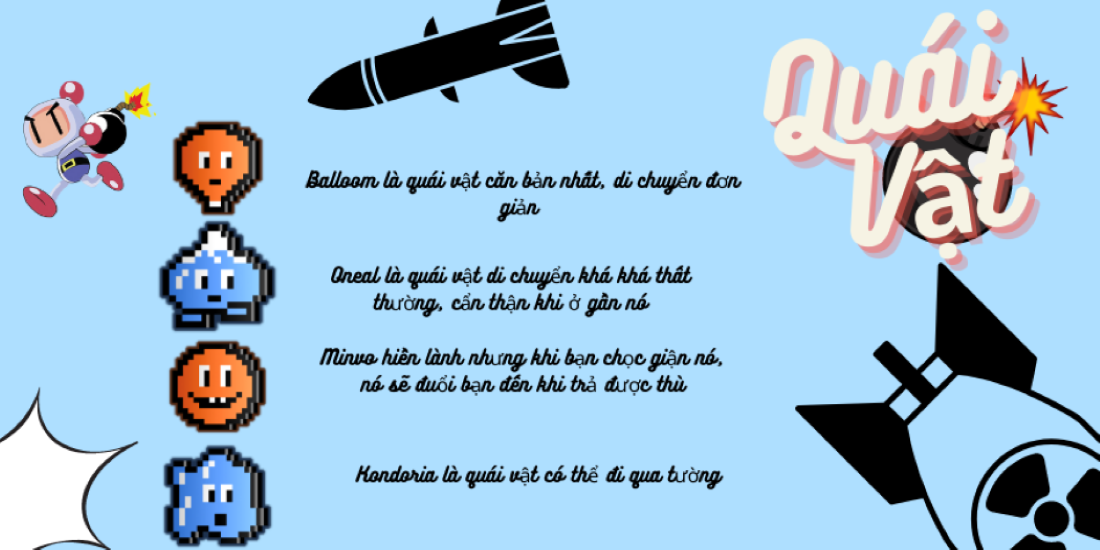 Quái
Vật
Balloom là quái vật căn bản nhất, di chuyển đơn
giản
Oneal là quái vật di chuyển khá khá thất
thường, cẩn thận khi ở gần nó
Minvo hiền lành nhưng khi bạn chọc giận nó,
nó sẽ đuổi bạn đến khi trả được thù
Kondoria là quái vật có thể đi qua tường